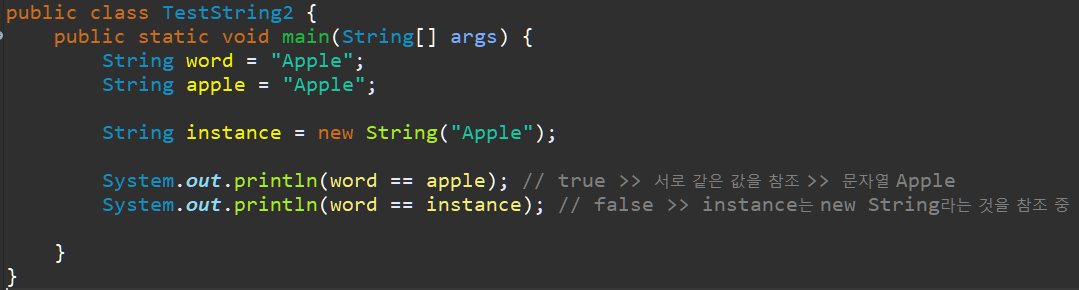 public class TestString2 {
public static void main(String[] args) {
String word = "Apple";
String apple = "Apple";
String instance = new String("Apple");
System.out.println(word == apple); // true >> 서로 같은 값을 참조 >> 문자열 Apple
System.out.println(word == instance); // false >> instance는 new String라는 것을 참조 중
}
}